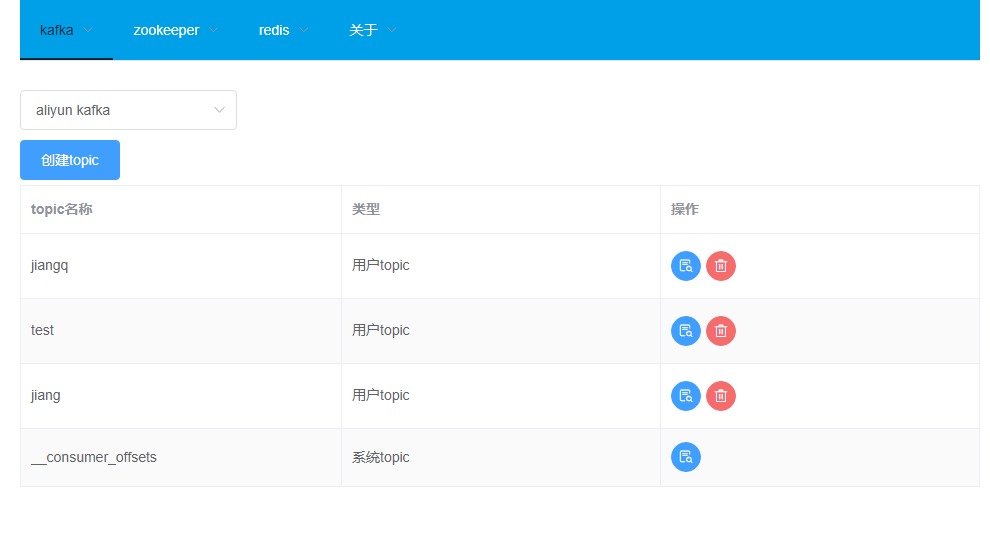 kafka zookeeper redis 关于
aliyun kafka
创建topic
topic名称 类型 操作
jiangq 用户topic
test 用户topic
jiang 用户topic
__consumer_offsets 系统topic